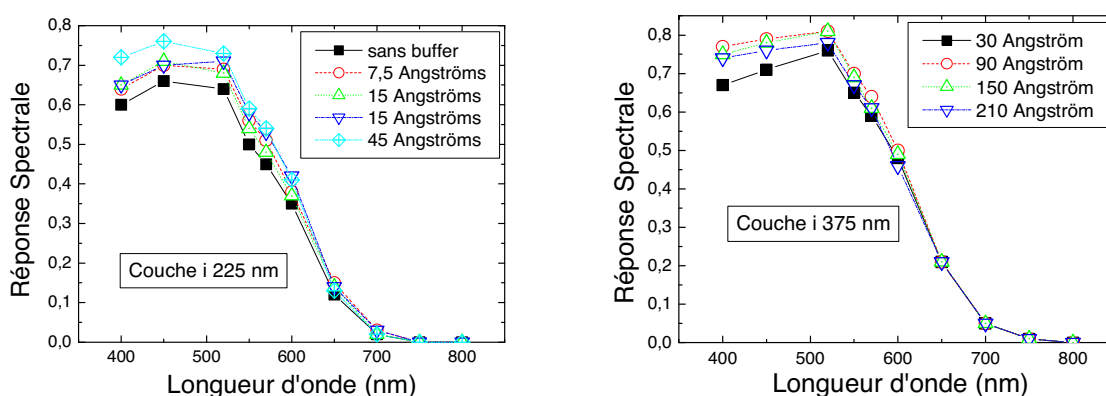 Réponse Spectrale
0,8
0,7
0,6
0,5
0,4
0,3
0,2
0,1
0,0
400 450 500 550 600 650 700 750 800
Longueur d'onde (nm)
sans buffer
7,5 Angströms
15 Angströms
15 Angströms
45 Angströms
Couche i 225 nm
Réponse Spectrale
0,8
0,7
0,6
0,5
0,4
0,3
0,2
0,1
0,0
400 500 600 700 800
Longueur d'onde (nm)
30 Angström
90 Angström
150 Angström
210 Angström
Couche i 375 nm